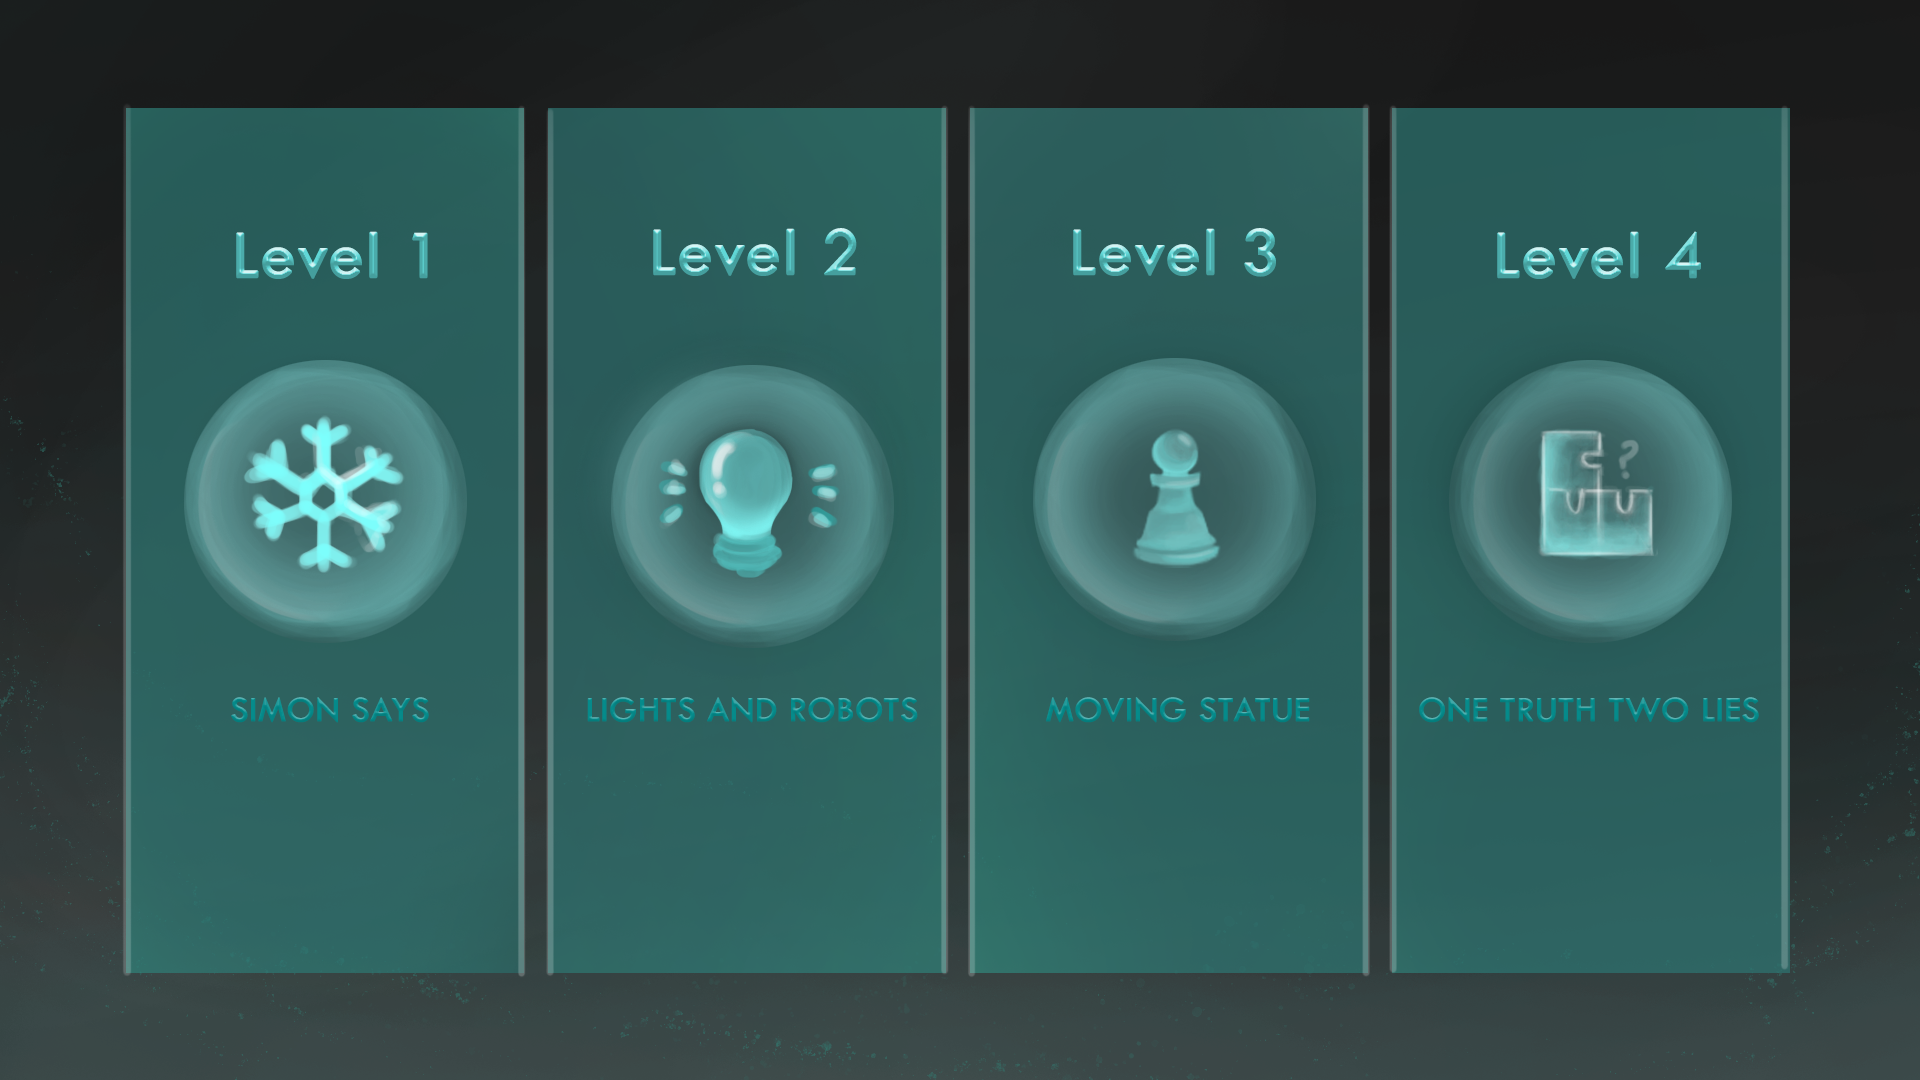 Level 1
SIMON SAYS
Level 2
LIGHTS AND ROBOTS
Level 3
MOVING STATUE
Level 4
?
ONE TRUTH TWO LIES